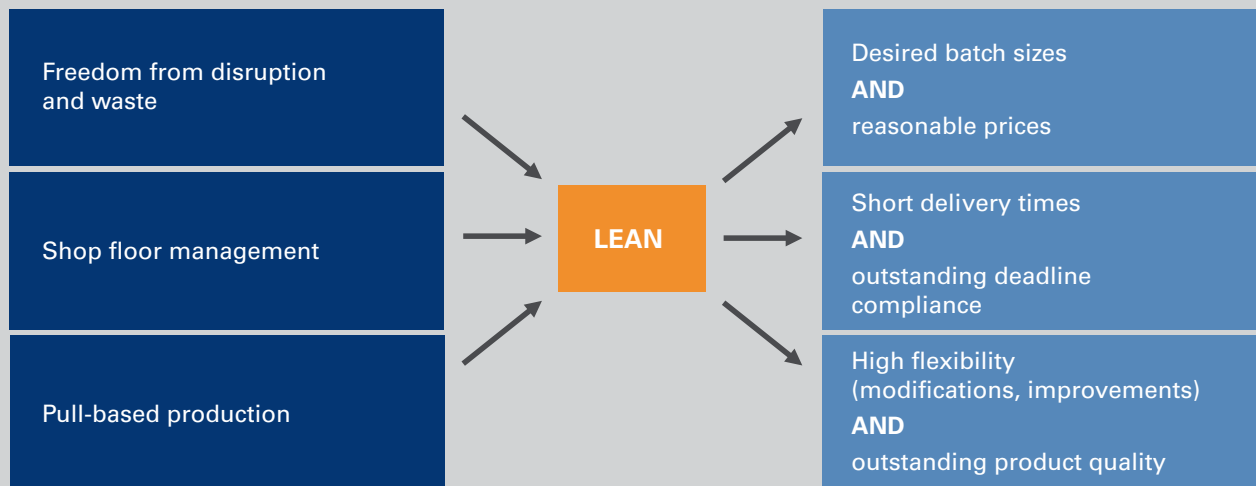 Freedom from disruption
and waste
Shop floor management
Pull-based production
LEAN
Desired batch sizes
AND
reasonable prices
Short delivery times
AND
outstanding deadline
compliance
High flexibility
(modifications, improvements)
AND
outstanding product quality